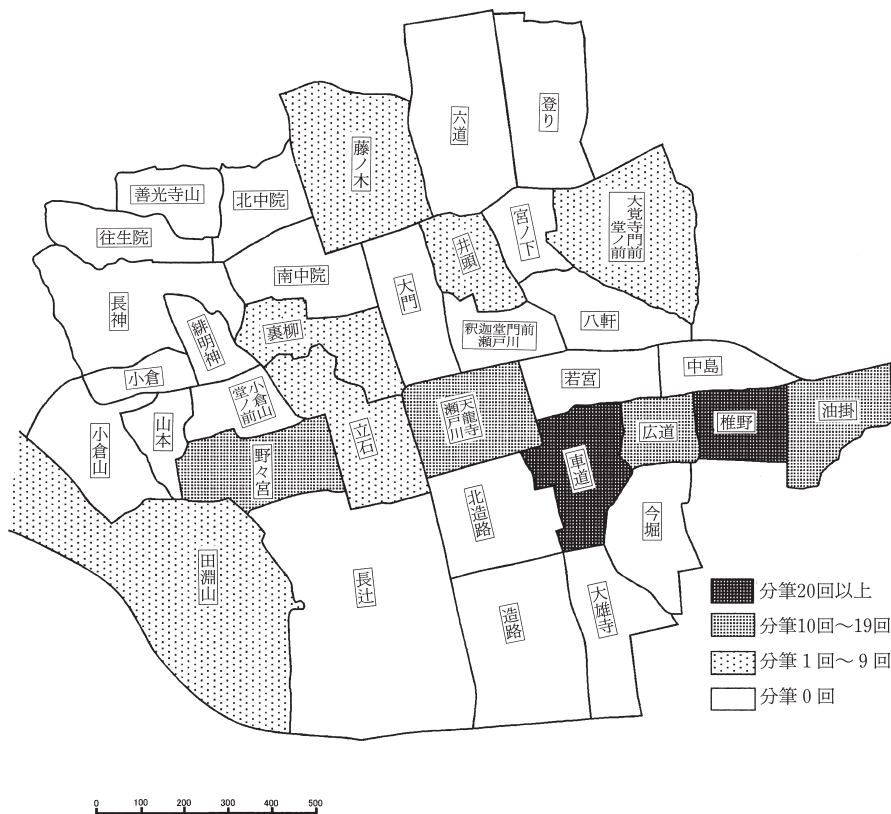 六道
登り
藤ノ木
善光寺山
北中院
往生院
大覚寺門前
堂ノ前
宮ノ下
井頭
南中院
大門
長神
緋明神
裏柳
釈迦堂門前
瀬戸川
八軒
小倉
若宮
中島
小倉山
堂ノ前
小倉山
山本
立石
天龍寺
瀬戸川
広道
椎野
油掛
野々宮
車道
北造路
今堀
田淵山
長辻
造路
大雄寺
分筆20回以上
分筆10回〜19回
分筆1回〜9回
分筆0回
0 100 200 300 400 500